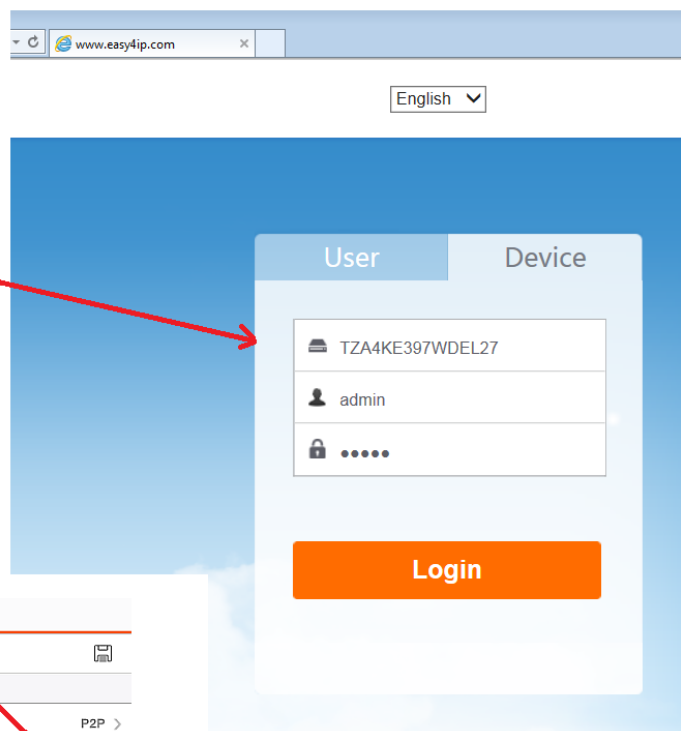 www.easy4ip.com
English
User Device
TZA4KE397WDEL27
admin
•••••
Login
P2P